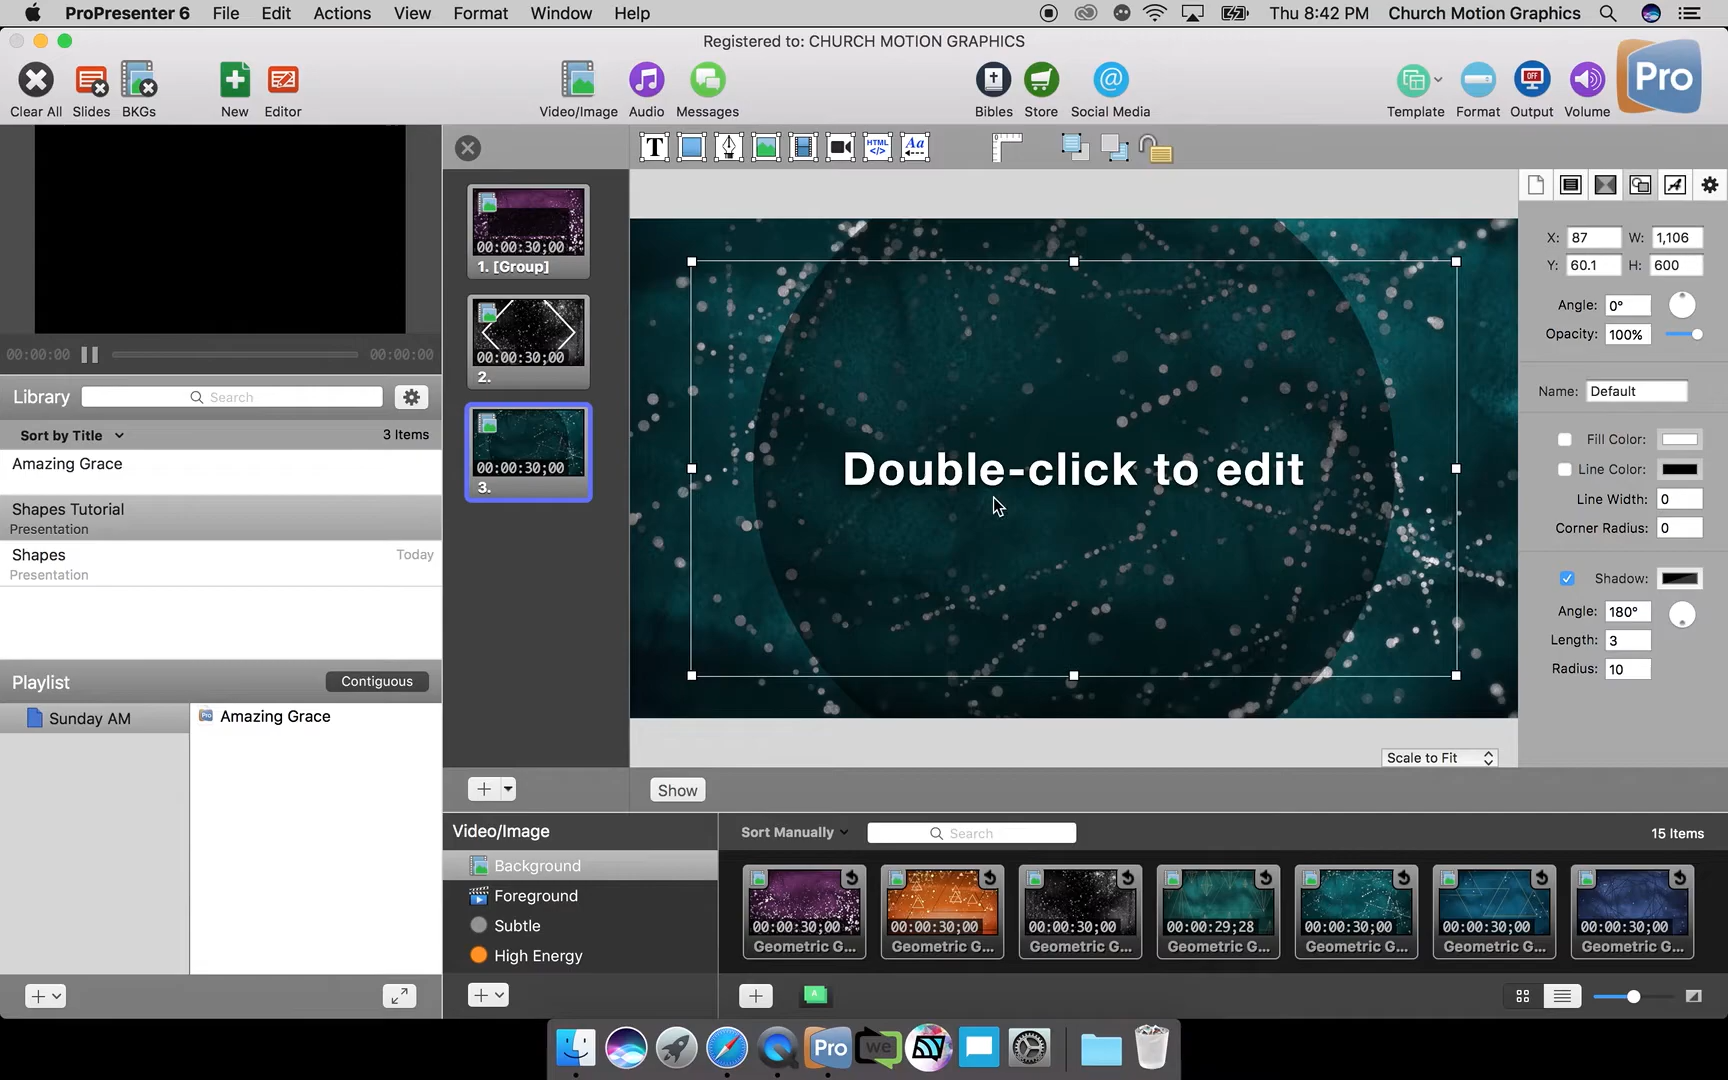 ProPresenter 6 File Edit Actions View Format Window Help Thu 8:42 PM Church Motion Graphics
Registered to: CHURCH MOTION GRAPHICS
Clear All Slides BKGs New Editor Video/Image Audio Messages Bibles Store Social Media Template Format Output Volume
Pro
OFF
T HTML </> Aa
00:00:30;00
1. [Group]
00:00:30;00
2.
00:00:30;00
3.
00:00:00 00:00:00
Library Search
Sort by Title 3 Items
Amazing Grace
Shapes Tutorial
Presentation
Shapes Today
Presentation
Playlist Contiguous
Sunday AM Amazing Grace
Double-click to edit
X: 87 W: 1,106
Y: 60.1 H: 600
Angle: 0°
Opacity: 100%
Name: Default
Fill Color:
Line Color:
Line Width: 0
Corner Radius: 0
Shadow:
Angle: 180°
Length: 3
Radius: 10
Scale to Fit
Show
Video/Image Sort Manually Search 15 Items
Background
Foreground
Subtle
High Energy
00:00:30;00 00:00:30;00 00:00:30;00 00:00:29;28 00:00:30;00 00:00:30;00 00:00:30;00
Geometric G... Geometric G... Geometric G... Geometric G... Geometric G... Geometric G... Geometric G...
A
Pro we